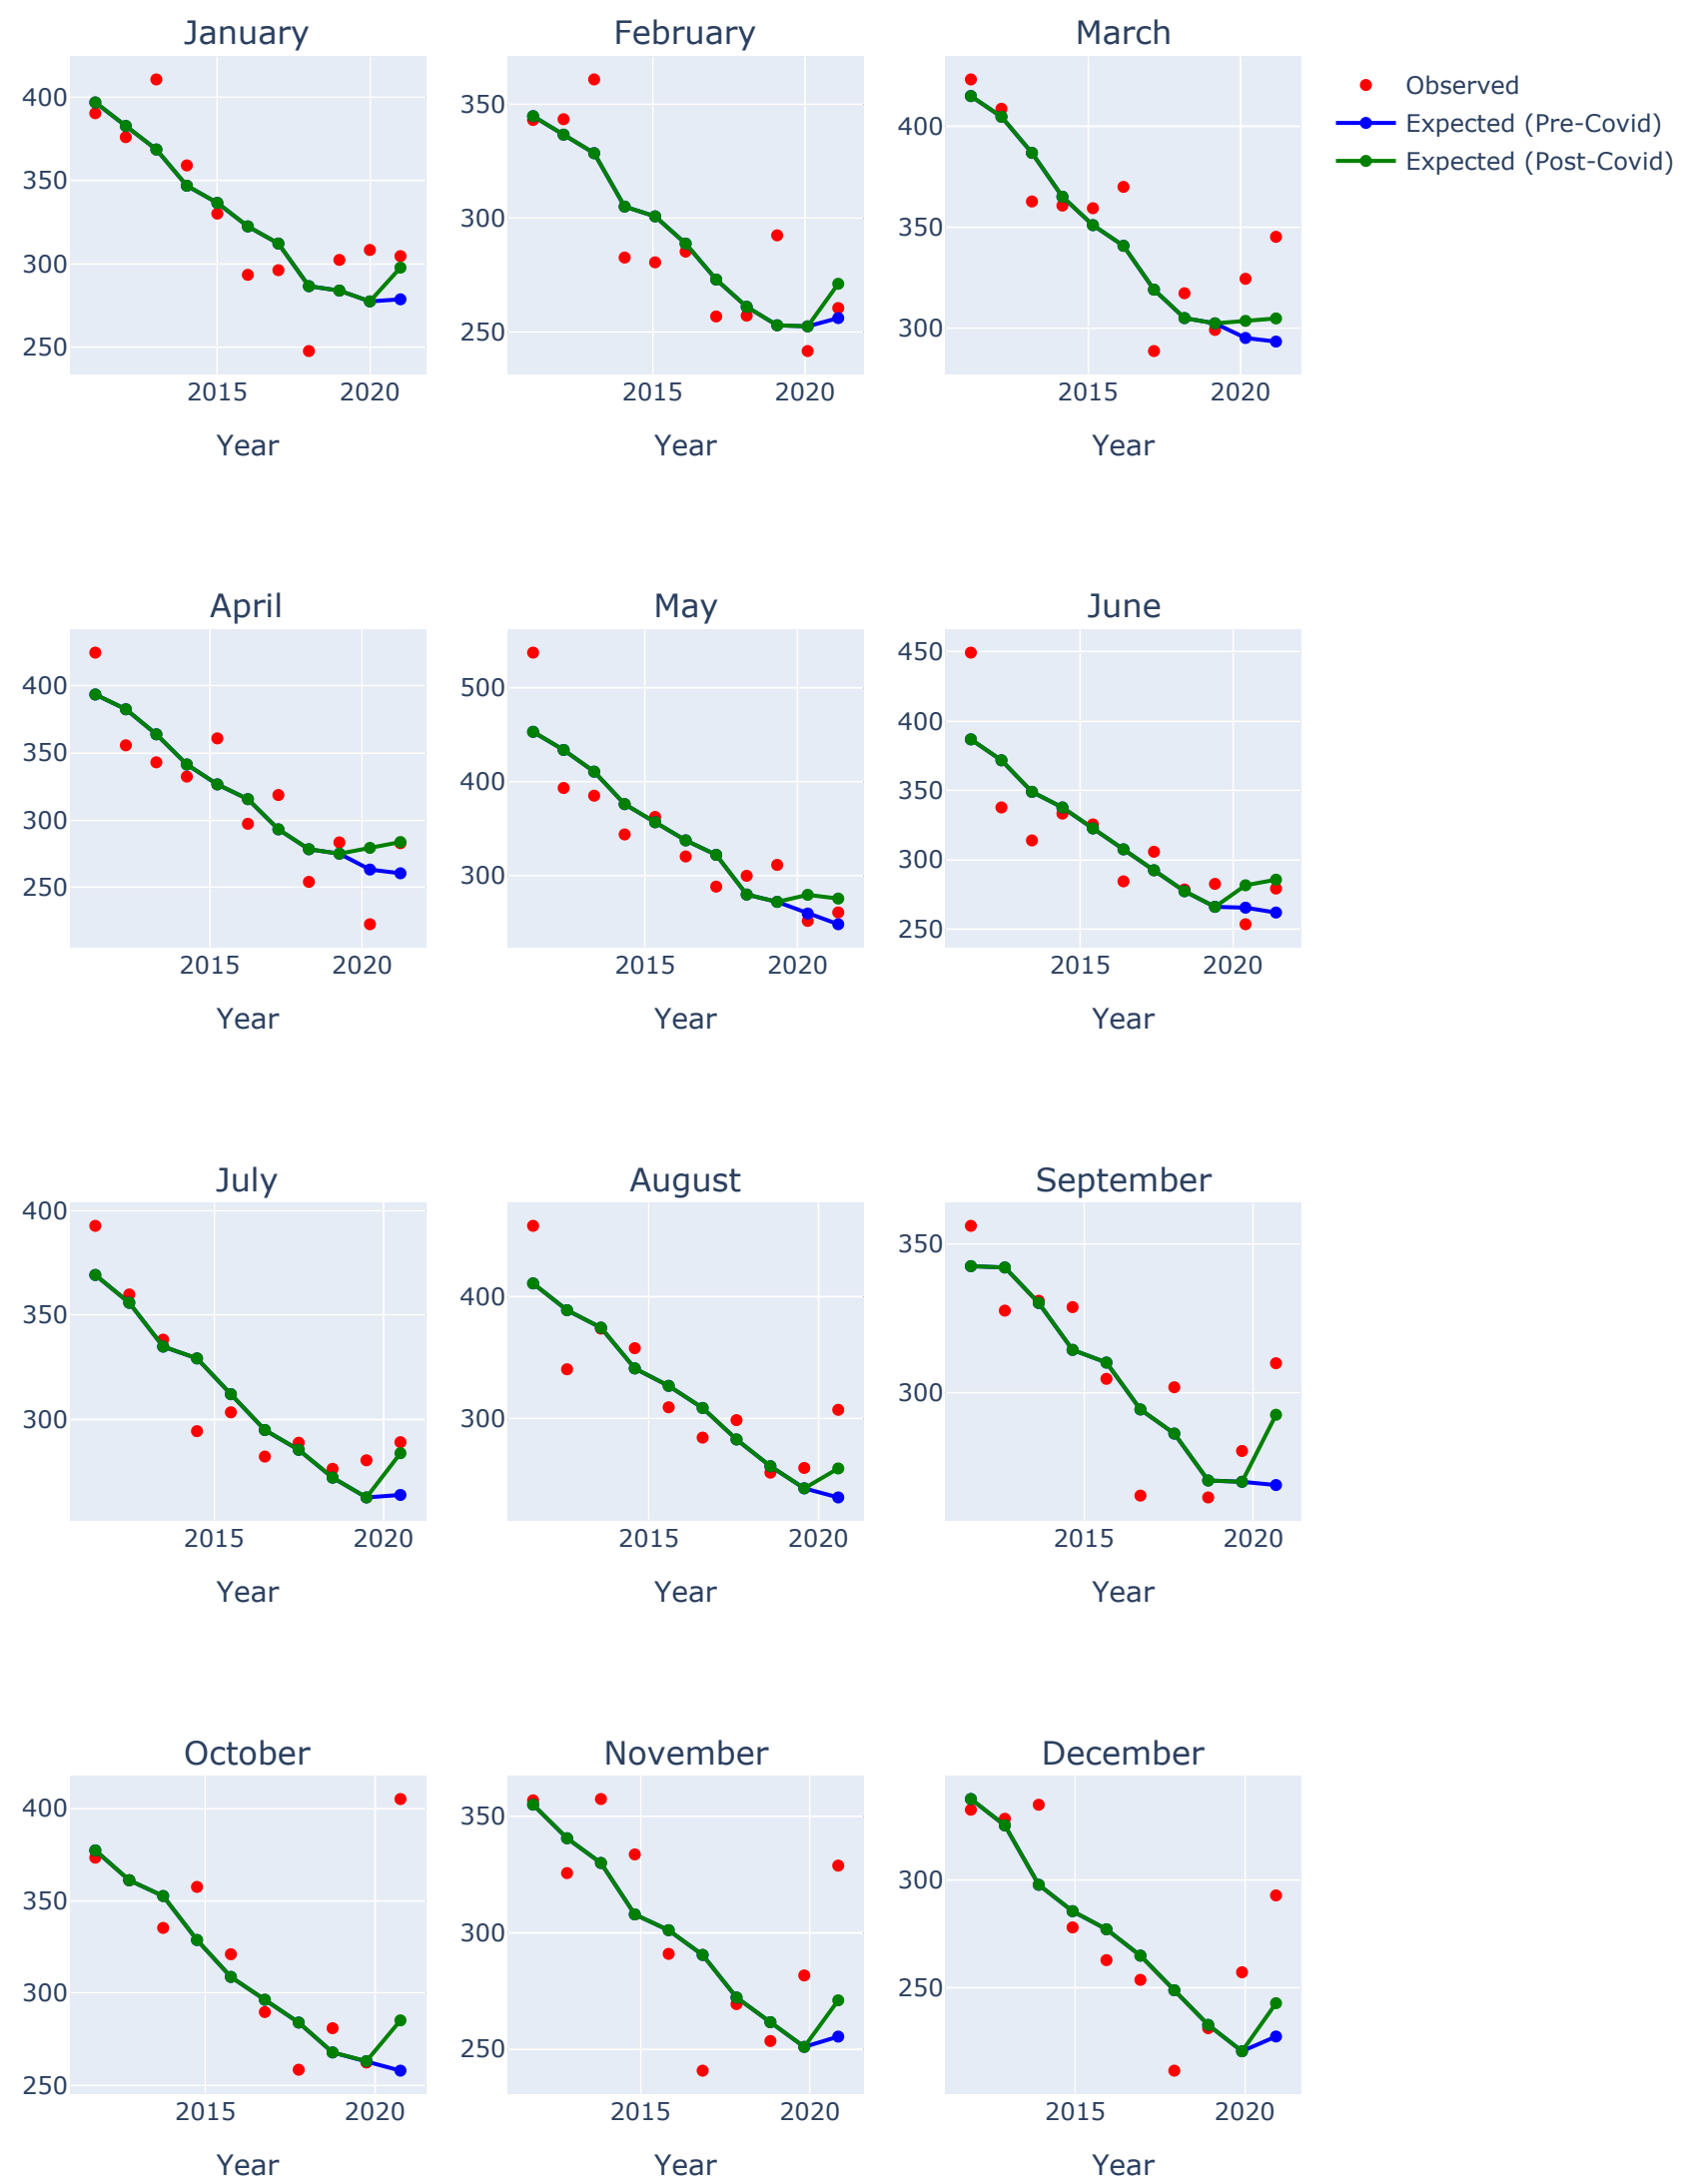 January
February
March
400
350
300
250
2015
2020
Year
350
300
250
2015
2020
Year
400
350
300
2015
2020
Year
Observed
Expected (Pre-Covid)
Expected (Post-Covid)
April
May
June
400
350
300
250
2015
2020
Year
500
400
300
2015
2020
Year
450
400
350
300
250
2015
2020
Year
July
August
September
400
350
300
2015
2020
Year
400
300
2015
2020
Year
350
300
2015
2020
Year
October
November
December
400
350
300
250
2015
2020
Year
350
300
250
2015
2020
Year
300
250
2015
2020
Year